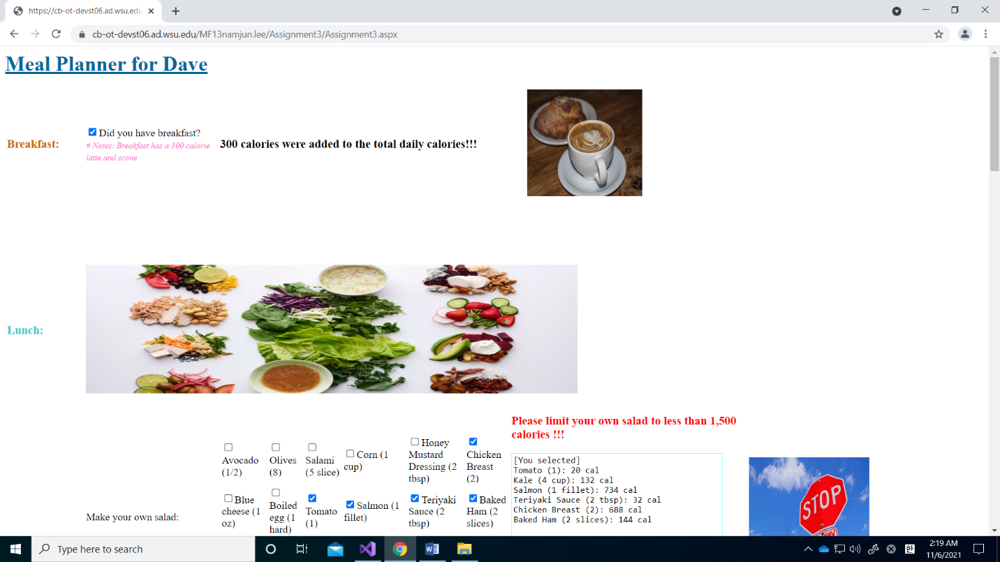 https://cb-ot-devst06.ad.wsu.edu
cb-ot-devst06.ad.wsu.edu/MF13namjun.lee/Assignment3/Assignment3.aspx
Meal Planner for Dave
Breakfast:
Did you have breakfast?
# Notes: Breakfast has a 300 calorie
latte and scone
300 calories were added to the total daily calories!!!
Lunch:
Please limit your own salad to less than 1,500
calories !!!
Make your own salad:
Avocado
(1/2)
Olives
(8)
Salami
(5 slice)
Corn (1
cup)
Honey
Mustard
Dressing (2
tbsp)
Chicken
Breast
(2)
Blue
cheese (1
oz)
Boiled
egg (1
hard)
Tomato
(1)
Salmon (1
fillet)
Teriyaki
Sauce (2
tbsp)
Baked
Ham (2
slices)
[You selected]
Tomato (1): 20 cal
Kale (4 cup): 132 cal
Salmon (1 fillet): 734 cal
Teriyaki Sauce (2 tbsp): 32 cal
Chicken Breast (2): 688 cal
Baked Ham (2 slices): 144 cal
STOP
Type here to search
한
2:19 AM
11/6/2021